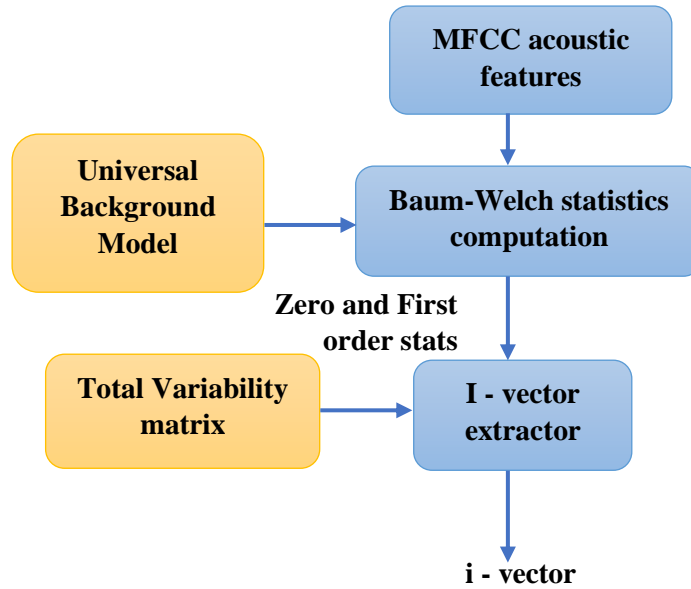 MFCC acoustic
features
Universal
Background
Model
Baum-Welch statistics
computation
Zero and First
order stats
Total Variability
matrix
I - vector
extractor
i - vector